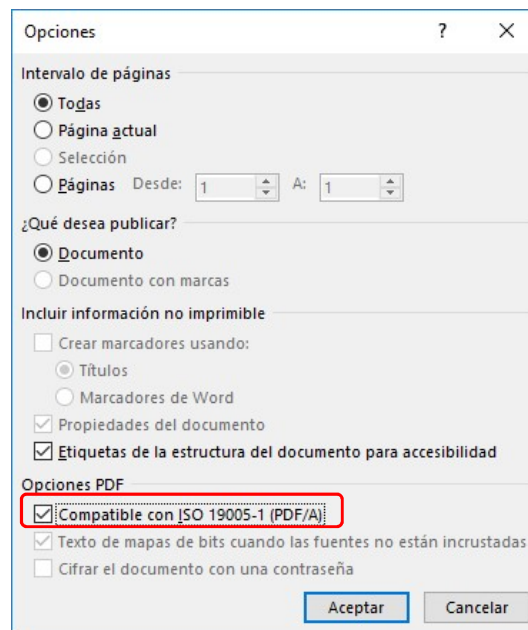 Opciones ? X
Intervalo de páginas
Todas
Página actual
Selección
Páginas Desde: 1 A: 1
¿Qué desea publicar?
Documento
Documento con marcas
Incluir información no imprimible
Crear marcadores usando:
Títulos
Marcadores de Word
Propiedades del documento
Etiquetas de la estructura del documento para accesibilidad
Opciones PDF
Compatible con ISO 19005-1 (PDF/A)
Texto de mapas de bits cuando las fuentes no están incrustadas
Cifrar el documento con una contraseña
Aceptar Cancelar